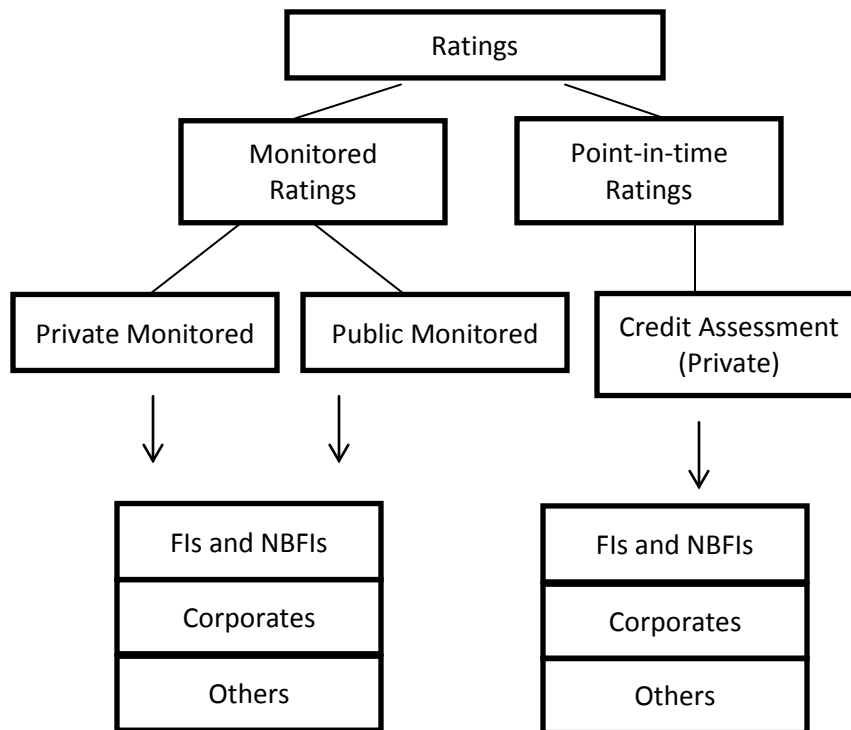 Ratings
Monitored
Ratings
Point-in-time
Ratings
Private Monitored
Public Monitored
Credit Assessment
(Private)
FIs and NBFIs
Corporates
Others
FIs and NBFIs
Corporates
Others